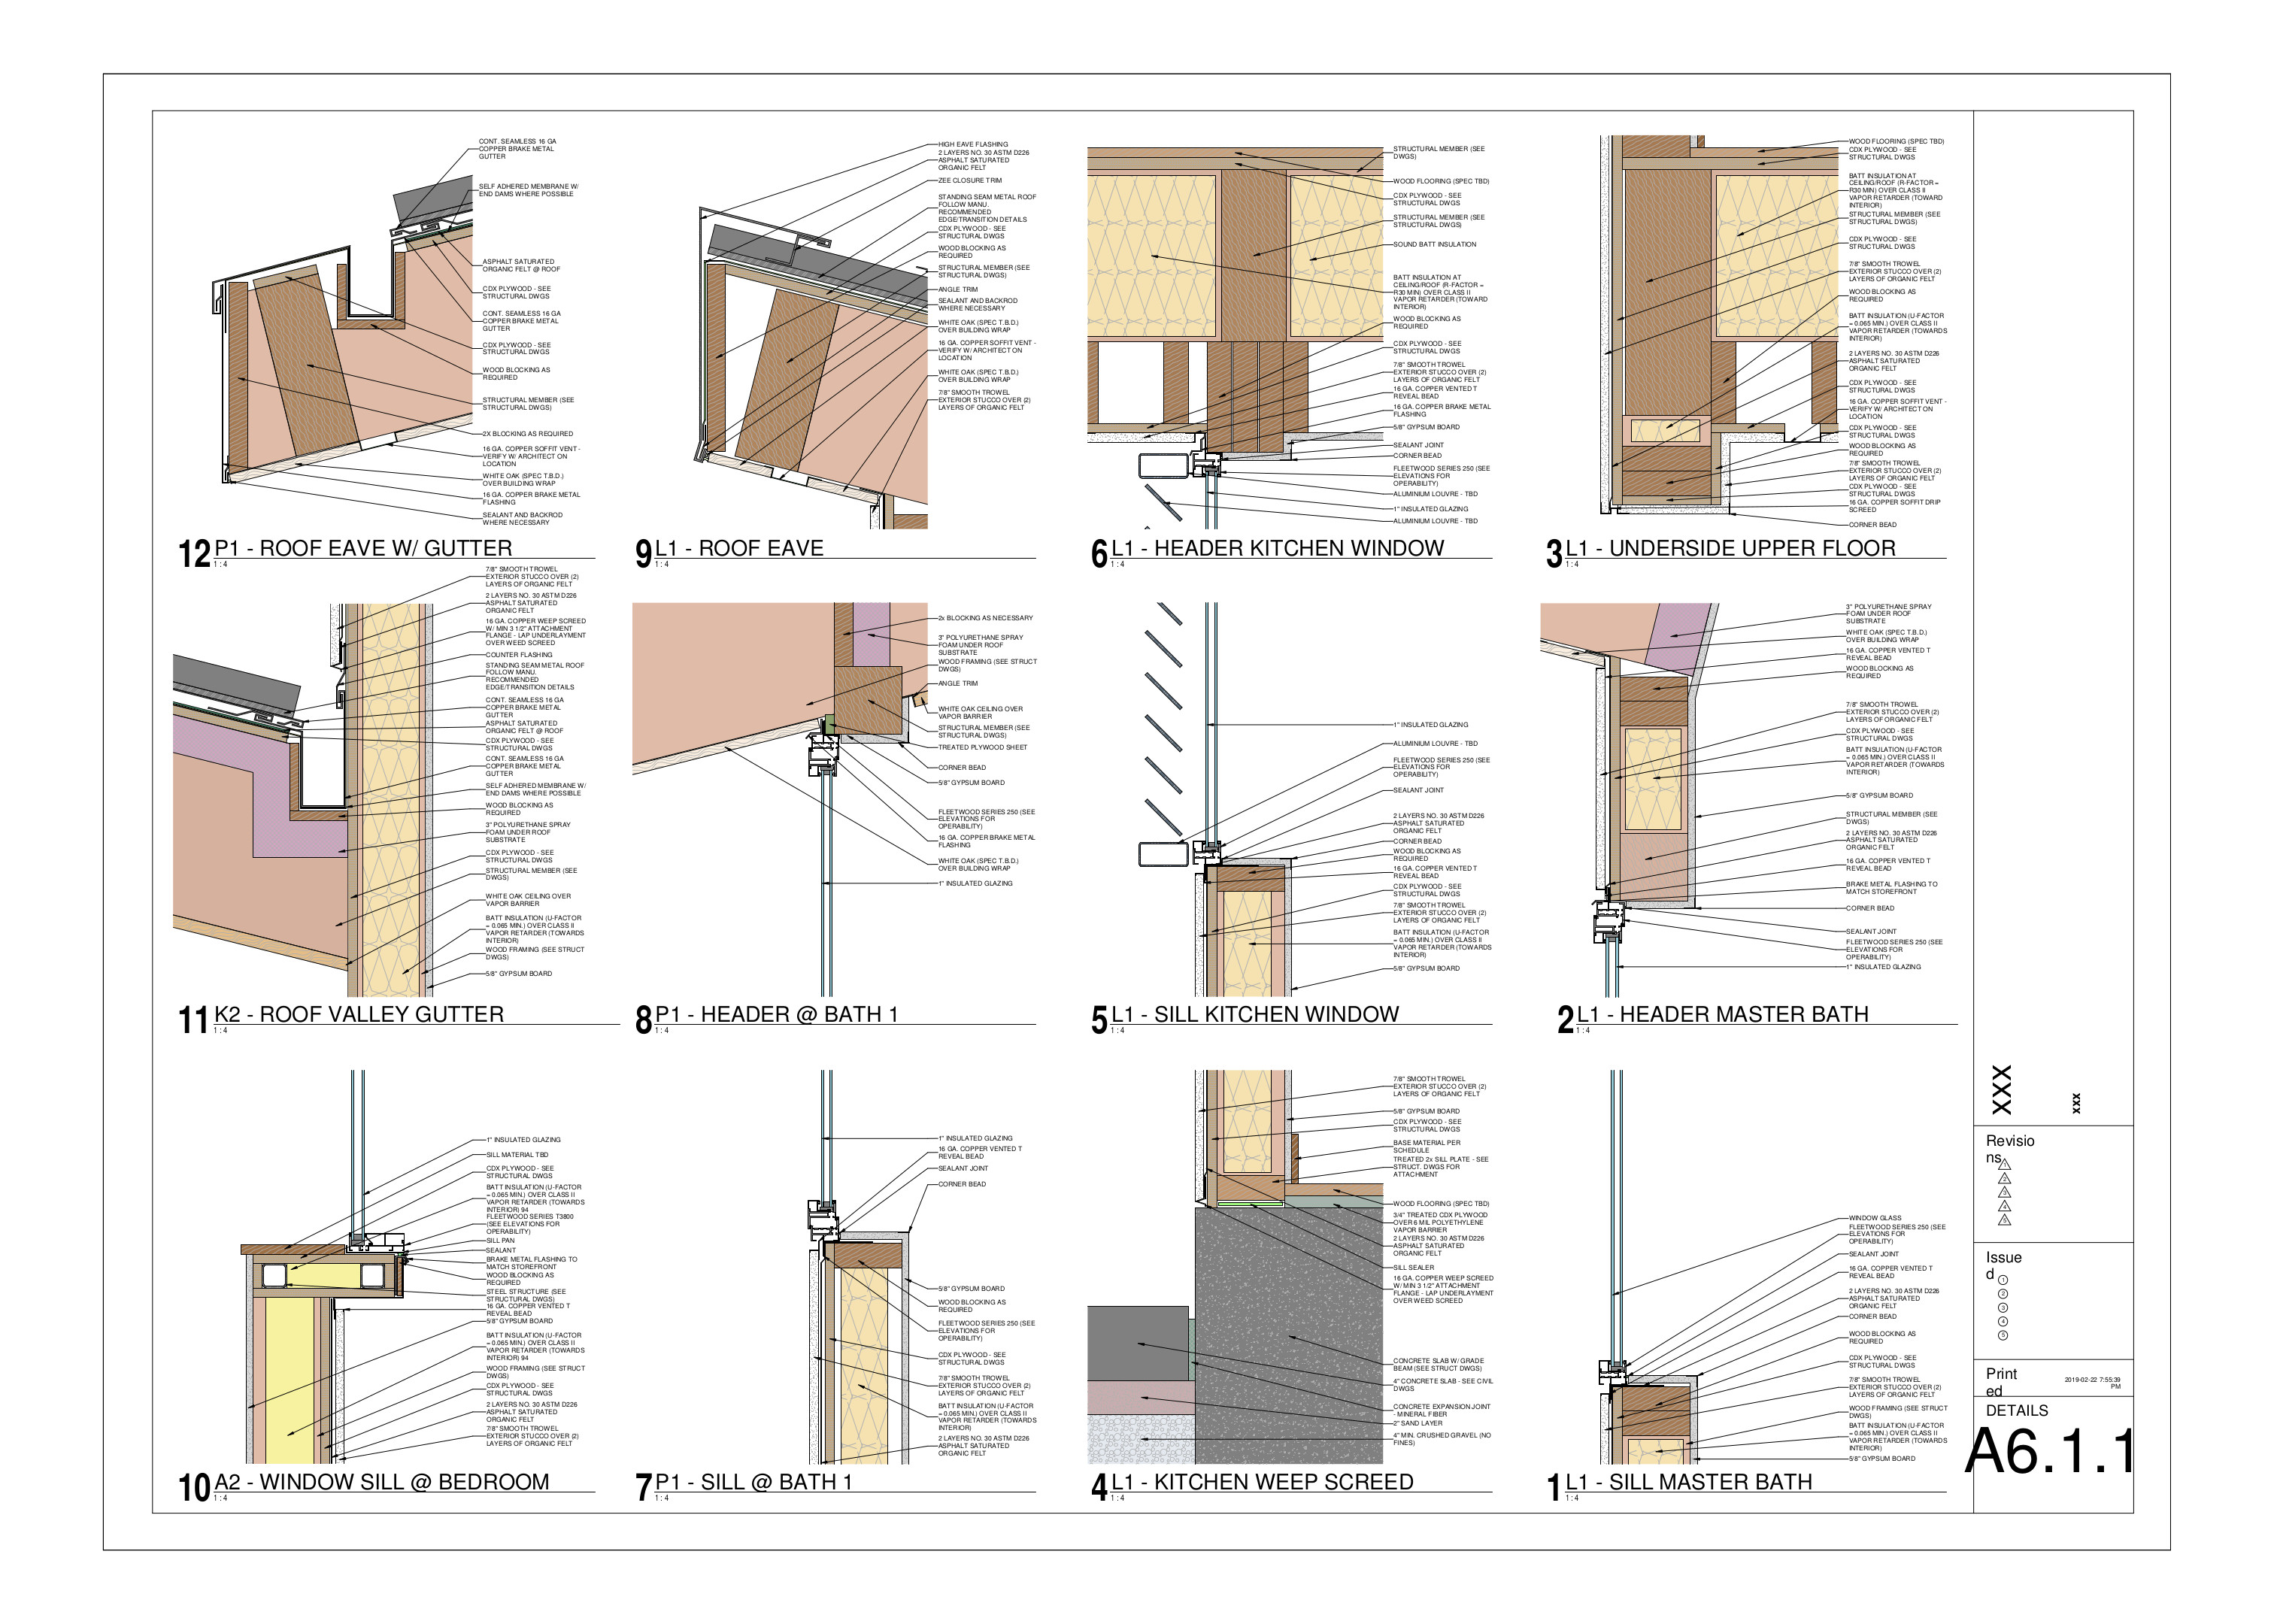 CONT. SEAMLESS 16 GA
COPPER BRAKE METAL
GUTTER
SELF ADHERED MEMBRANE W/
END DAMS WHERE POSSIBLE
ASPHALT SATURATED
ORGANIC FELT @ ROOF
CDX PLYWOOD - SEE
STRUCTURAL DWGS
CONT. SEAMLESS 16 GA
COPPER BRAKE METAL
GUTTER
CDX PLYWOOD - SEE
STRUCTURAL DWGS
WOOD BLOCKING AS
REQUIRED
STRUCTURAL MEMBER (SEE
STRUCTURAL DWGS)
2X BLOCKING AS REQUIRED
16 GA. COPPER SOFFIT VENT -
VERIFY W/ ARCHITECT ON
LOCATION
WHITE OAK (SPEC T.B.D.)
OVER BUILDING WRAP
16 GA. COPPER BRAKE METAL
FLASHING
SEALANT AND BACKROD
WHERE NECESSARY
12 P1 - ROOF EAVE W/ GUTTER
1 : 4
HIGH EAVE FLASHING
2 LAYERS NO. 30 ASTM D226
ASPHALT SATURATED
ORGANIC FELT
ZEE CLOSURE TRIM
STANDING SEAM METAL ROOF
FOLLOW MANU.
RECOMMENDED
EDGE/TRANSITION DETAILS
CDX PLYWOOD - SEE
STRUCTURAL DWGS
WOOD BLOCKING AS
REQUIRED
STRUCTURAL MEMBER (SEE
STRUCTURAL DWGS)
ANGLE TRIM
SEALANT AND BACKROD
WHERE NECESSARY
WHITE OAK (SPEC T.B.D.)
OVER BUILDING WRAP
16 GA. COPPER SOFFIT VENT -
VERIFY W/ ARCHITECT ON
LOCATION
WHITE OAK (SPEC T.B.D.)
OVER BUILDING WRAP
7/8" SMOOTH TROWEL
EXTERIOR STUCCO OVER (2)
LAYERS OF ORGANIC FELT
9 L1 - ROOF EAVE
1 : 4
STRUCTURAL MEMBER (SEE
DWGS)
WOOD FLOORING (SPEC TBD)
CDX PLYWOOD - SEE
STRUCTURAL DWGS
STRUCTURAL MEMBER (SEE
STRUCTURAL DWGS)
SOUND BATT INSULATION
BATT INSULATION AT
CEILING/ROOF (R-FACTOR =
R30 MIN) OVER CLASS II
VAPOR RETARDER (TOWARD
INTERIOR)
WOOD BLOCKING AS
REQUIRED
CDX PLYWOOD - SEE
STRUCTURAL DWGS
7/8" SMOOTH TROWEL
EXTERIOR STUCCO OVER (2)
LAYERS OF ORGANIC FELT
16 GA. COPPER VENTED T
REVEAL BEAD
16 GA. COPPER BRAKE METAL
FLASHING
5/8" GYPSUM BOARD
SEALANT JOINT
CORNER BEAD
FLEETWOOD SERIES 250 (SEE
ELEVATIONS FOR
OPERABILITY)
ALUMINIUM LOUVRE - TBD
1" INSULATED GLAZING
ALUMINIUM LOUVRE - TBD
6 L1 - HEADER KITCHEN WINDOW
1 : 4
WOOD FLOORING (SPEC TBD)
CDX PLYWOOD - SEE
STRUCTURAL DWGS
BATT INSULATION AT
CEILING/ROOF (R-FACTOR =
R30 MIN) OVER CLASS II
VAPOR RETARDER (TOWARD
INTERIOR)
STRUCTURAL MEMBER (SEE
STRUCTURAL DWGS)
CDX PLYWOOD - SEE
STRUCTURAL DWGS
7/8" SMOOTH TROWEL
EXTERIOR STUCCO OVER (2)
LAYERS OF ORGANIC FELT
WOOD BLOCKING AS
REQUIRED
BATT INSULATION (U-FACTOR
= 0.065 MIN.) OVER CLASS II
VAPOR RETARDER (TOWARDS
INTERIOR)
2 LAYERS NO. 30 ASTM D226
ASPHALT SATURATED
ORGANIC FELT
CDX PLYWOOD - SEE
STRUCTURAL DWGS
16 GA. COPPER SOFFIT VENT -
VERIFY W/ ARCHITECT ON
LOCATION
CDX PLYWOOD - SEE
STRUCTURAL DWGS
WOOD BLOCKING AS
REQUIRED
7/8" SMOOTH TROWEL
EXTERIOR STUCCO OVER (2)
LAYERS OF ORGANIC FELT
CDX PLYWOOD - SEE
STRUCTURAL DWGS
16 GA. COPPER SOFFIT DRIP
SCREED
CORNER BEAD
3 L1 - UNDERSIDE UPPER FLOOR
1 : 4
7/8" SMOOTH TROWEL
EXTERIOR STUCCO OVER (2)
LAYERS OF ORGANIC FELT
2 LAYERS NO. 30 ASTM D226
ASPHALT SATURATED
ORGANIC FELT
16 GA. COPPER WEEP SCREED
W/ MIN 3 1/2" ATTACHMENT
FLANGE - LAP UNDERLAYMENT
OVER WEED SCREED
COUNTER FLASHING
STANDING SEAM METAL ROOF
FOLLOW MANU.
RECOMMENDED
EDGE/TRANSITION DETAILS
CONT. SEAMLESS 16 GA
COPPER BRAKE METAL
GUTTER
ASPHALT SATURATED
ORGANIC FELT @ ROOF
CDX PLYWOOD - SEE
STRUCTURAL DWGS
CONT. SEAMLESS 16 GA
COPPER BRAKE METAL
GUTTER
SELF ADHERED MEMBRANE W/
END DAMS WHERE POSSIBLE
WOOD BLOCKING AS
REQUIRED
3" POLYURETHANE SPRAY
FOAM UNDER ROOF
SUBSTRATE
CDX PLYWOOD - SEE
STRUCTURAL DWGS
STRUCTURAL MEMBER (SEE
DWGS)
WHITE OAK CEILING OVER
VAPOR BARRIER
BATT INSULATION (U-FACTOR
= 0.065 MIN.) OVER CLASS II
VAPOR RETARDER (TOWARDS
INTERIOR)
WOOD FRAMING (SEE STRUCT
DWGS)
5/8" GYPSUM BOARD
11 K2 - ROOF VALLEY GUTTER
1 : 4
2x BLOCKING AS NECESSARY
3" POLYURETHANE SPRAY
FOAM UNDER ROOF
SUBSTRATE
WOOD FRAMING (SEE STRUCT
DWGS)
ANGLE TRIM
WHITE OAK CEILING OVER
VAPOR BARRIER
STRUCTURAL MEMBER (SEE
STRUCTURAL DWGS)
TREATED PLYWOOD SHEET
CORNER BEAD
5/8" GYPSUM BOARD
FLEETWOOD SERIES 250 (SEE
ELEVATIONS FOR
OPERABILITY)
16 GA. COPPER BRAKE METAL
FLASHING
WHITE OAK (SPEC T.B.D.)
OVER BUILDING WRAP
1" INSULATED GLAZING
8 P1 - HEADER @ BATH 1
1 : 4
1" INSULATED GLAZING
ALUMINIUM LOUVRE - TBD
FLEETWOOD SERIES 250 (SEE
ELEVATIONS FOR
OPERABILITY)
SEALANT JOINT
2 LAYERS NO. 30 ASTM D226
ASPHALT SATURATED
ORGANIC FELT
CORNER BEAD
WOOD BLOCKING AS
REQUIRED
16 GA. COPPER VENTED T
REVEAL BEAD
CDX PLYWOOD - SEE
STRUCTURAL DWGS
7/8" SMOOTH TROWEL
EXTERIOR STUCCO OVER (2)
LAYERS OF ORGANIC FELT
BATT INSULATION (U-FACTOR
= 0.065 MIN.) OVER CLASS II
VAPOR RETARDER (TOWARDS
INTERIOR)
5/8" GYPSUM BOARD
5 L1 - SILL KITCHEN WINDOW
1 : 4
3" POLYURETHANE SPRAY
FOAM UNDER ROOF
SUBSTRATE
WHITE OAK (SPEC T.B.D.)
OVER BUILDING WRAP
16 GA. COPPER VENTED T
REVEAL BEAD
WOOD BLOCKING AS
REQUIRED
7/8" SMOOTH TROWEL
EXTERIOR STUCCO OVER (2)
LAYERS OF ORGANIC FELT
CDX PLYWOOD - SEE
STRUCTURAL DWGS
BATT INSULATION (U-FACTOR
= 0.065 MIN.) OVER CLASS II
VAPOR RETARDER (TOWARDS
INTERIOR)
5/8" GYPSUM BOARD
STRUCTURAL MEMBER (SEE
DWGS)
2 LAYERS NO. 30 ASTM D226
ASPHALT SATURATED
ORGANIC FELT
16 GA. COPPER VENTED T
REVEAL BEAD
BRAKE METAL FLASHING TO
MATCH STOREFRONT
CORNER BEAD
SEALANT JOINT
FLEETWOOD SERIES 250 (SEE
ELEVATIONS FOR
OPERABILITY)
1" INSULATED GLAZING
2 L1 - HEADER MASTER BATH
1 : 4
1" INSULATED GLAZING
SILL MATERIAL TBD
CDX PLYWOOD - SEE
STRUCTURAL DWGS
BATT INSULATION (U-FACTOR
= 0.065 MIN.) OVER CLASS II
VAPOR RETARDER (TOWARDS
INTERIOR) 94
FLEETWOOD SERIES T3800
(SEE ELEVATIONS FOR
OPERABILITY)
SILL PAN
SEALANT
BRAKE METAL FLASHING TO
MATCH STOREFRONT
WOOD BLOCKING AS
REQUIRED
STEEL STRUCTURE (SEE
STRUCTURAL DWGS)
16 GA. COPPER VENTED T
REVEAL BEAD
5/8" GYPSUM BOARD
BATT INSULATION (U-FACTOR
= 0.065 MIN.) OVER CLASS II
VAPOR RETARDER (TOWARDS
INTERIOR) 94
WOOD FRAMING (SEE STRUCT
DWGS)
CDX PLYWOOD - SEE
STRUCTURAL DWGS
2 LAYERS NO. 30 ASTM D226
ASPHALT SATURATED
ORGANIC FELT
7/8" SMOOTH TROWEL
EXTERIOR STUCCO OVER (2)
LAYERS OF ORGANIC FELT
10 A2 - WINDOW SILL @ BEDROOM
1 : 4
1" INSULATED GLAZING
16 GA. COPPER VENTED T
REVEAL BEAD
SEALANT JOINT
CORNER BEAD
5/8" GYPSUM BOARD
WOOD BLOCKING AS
REQUIRED
FLEETWOOD SERIES 250 (SEE
ELEVATIONS FOR
OPERABILITY)
CDX PLYWOOD - SEE
STRUCTURAL DWGS
7/8" SMOOTH TROWEL
EXTERIOR STUCCO OVER (2)
LAYERS OF ORGANIC FELT
BATT INSULATION (U-FACTOR
= 0.065 MIN.) OVER CLASS II
VAPOR RETARDER (TOWARDS
INTERIOR)
2 LAYERS NO. 30 ASTM D226
ASPHALT SATURATED
ORGANIC FELT
7 P1 - SILL @ BATH 1
1 : 4
7/8" SMOOTH TROWEL
EXTERIOR STUCCO OVER (2)
LAYERS OF ORGANIC FELT
5/8" GYPSUM BOARD
CDX PLYWOOD - SEE
STRUCTURAL DWGS
BASE MATERIAL PER
SCHEDULE
TREATED 2x SILL PLATE - SEE
STRUCT. DWGS FOR
ATTACHMENT
WOOD FLOORING (SPEC TBD)
3/4" TREATED CDX PLYWOOD
OVER 6 MIL POLYETHYLENE
VAPOR BARRIER
2 LAYERS NO. 30 ASTM D226
ASPHALT SATURATED
ORGANIC FELT
SILL SEALER
16 GA. COPPER WEEP SCREED
W/ MIN 3 1/2" ATTACHMENT
FLANGE - LAP UNDERLAYMENT
OVER WEED SCREED
CONCRETE SLAB W/ GRADE
BEAM (SEE STRUCT DWGS)
4" CONCRETE SLAB - SEE CIVIL
DWGS
CONCRETE EXPANSION JOINT
- MINERAL FIBER
2" SAND LAYER
4" MIN. CRUSHED GRAVEL (NO
FINES)
4 L1 - KITCHEN WEEP SCREED
1 : 4
WINDOW GLASS
FLEETWOOD SERIES 250 (SEE
ELEVATIONS FOR
OPERABILITY)
SEALANT JOINT
16 GA. COPPER VENTED T
REVEAL BEAD
2 LAYERS NO. 30 ASTM D226
ASPHALT SATURATED
ORGANIC FELT
CORNER BEAD
WOOD BLOCKING AS
REQUIRED
CDX PLYWOOD - SEE
STRUCTURAL DWGS
7/8" SMOOTH TROWEL
EXTERIOR STUCCO OVER (2)
LAYERS OF ORGANIC FELT
WOOD FRAMING (SEE STRUCT
DWGS)
BATT INSULATION (U-FACTOR
= 0.065 MIN.) OVER CLASS II
VAPOR RETARDER (TOWARDS
INTERIOR)
5/8" GYPSUM BOARD
1 L1 - SILL MASTER BATH
1 : 4
XXX
XXX
Revisio
ns
1
2
3
4
5
Issue
d
1
2
3
4
5
Print
ed
2019-02-22 7:55:39
PM
DETAILS
A6.1.1